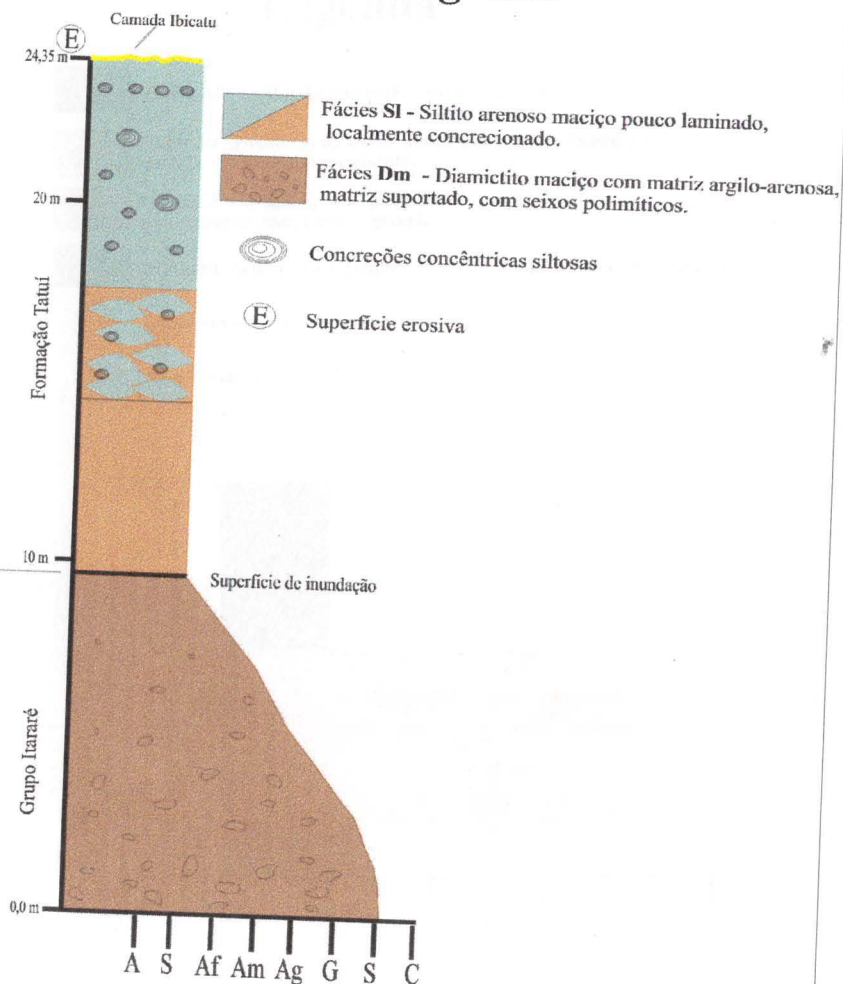 Camada Ibicatu
E
24,35 m
Fácies Sl - Siltito arenoso maciço pouco laminado,
localmente concrecionado.
Fácies Dm - Diamictito maciço com matriz argilo-arenosa,
matriz suportado, com seixos polimíticos.
20 m
Concreções concêntricas siltosas
E Superfície erosiva
Formação Tatuí
10 m
Superfície de inundação
Grupo Itararé
0,0 m
A S Af Am Ag G S C